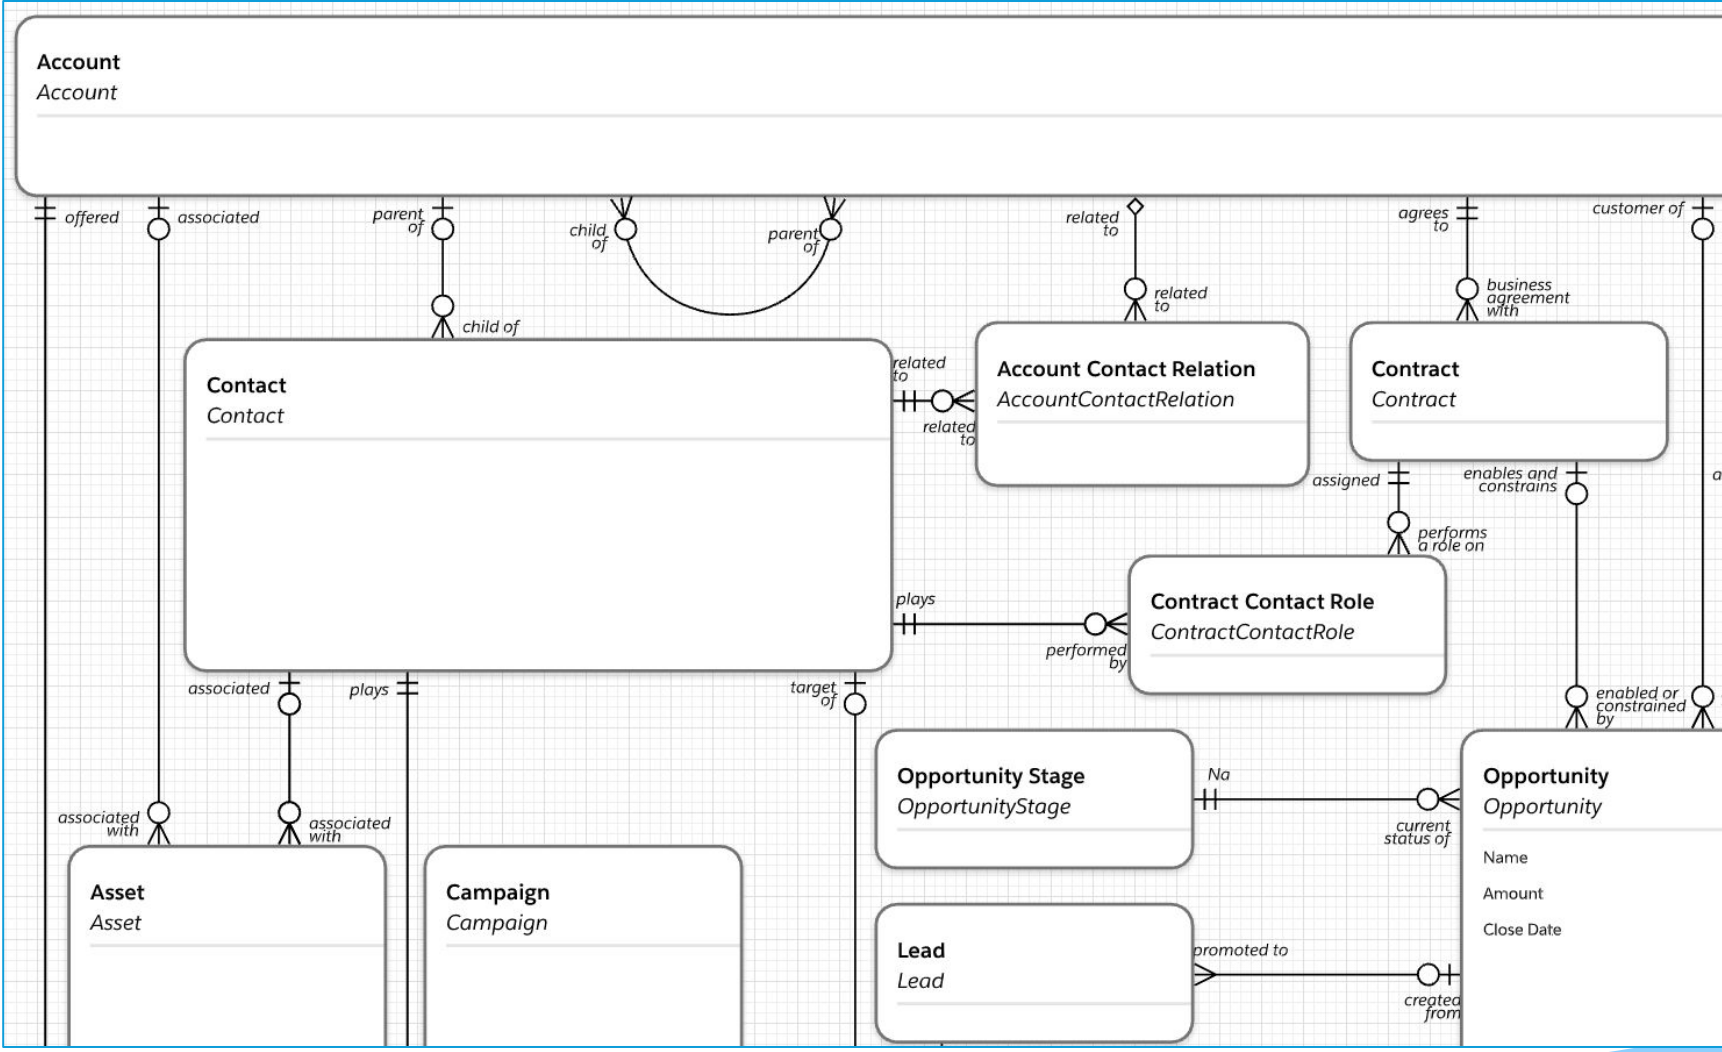 Account
Account
offered
associated
parent
of
child
of
parent
of
related
to
agrees
to
customer of
child of
related
to
business
agreement
with
Contact
Contact
related
to
related
to
Account Contact Relation
AccountContactRelation
Contract
Contract
assigned
enables and
constrains
a
performs
a role on
plays
performed
by
Contract Contact Role
ContractContactRole
associated
plays
target
of
enabled or
constrained
by
Opportunity Stage
OpportunityStage
Na
current
status of
Opportunity
Opportunity
Name
Amount
Close Date
associated
with
associated
with
Asset
Asset
Campaign
Campaign
Lead
Lead
promoted to
created
from